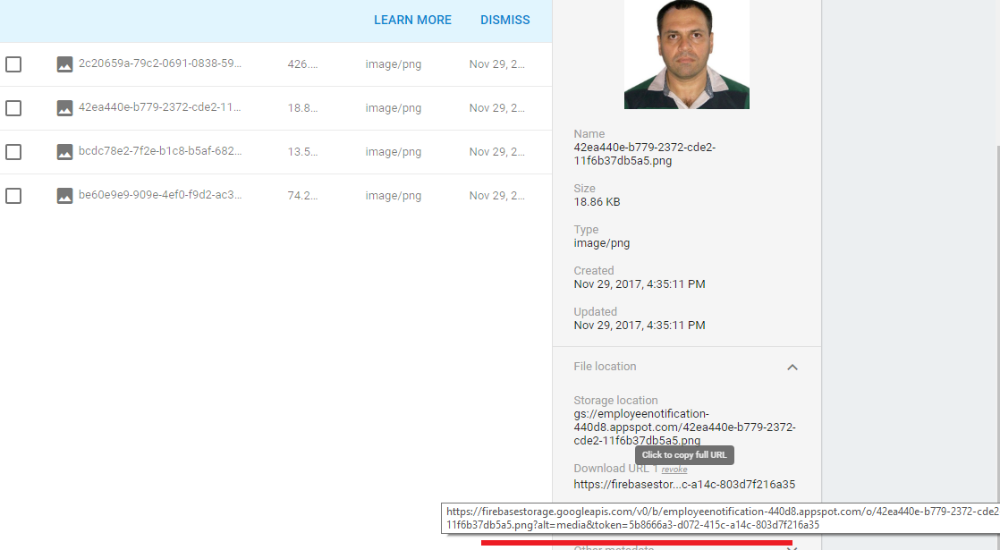 LEARN MORE DISMISS
2c20659a-79c2-0691-0838-59... 426.... image/png Nov 29, 2...
42ea440e-b779-2372-cde2-11... 18.8... image/png Nov 29, 2...
bcdc78e2-7f2e-b1c8-b5af-682... 13.5... image/png Nov 29, 2...
be60e9e9-909e-4ef0-f9d2-ac3... 74.2... image/png Nov 29, 2...
Name
42ea440e-b779-2372-cde2-
11f6b37db5a5.png
Size
18.86 KB
Type
image/png
Created
Nov 29, 2017, 4:35:11 PM
Updated
Nov 29, 2017, 4:35:11 PM
File location
Storage location
gs://employeenotification-
440d8.appspot.com/42ea440e-b779-2372-
cde2-11f6b37db5a5.png
Click to copy full URL
Download URL 1 revoke
https://firebasestor...c-a14c-803d7f216a35
https://firebasestorage.googleapis.com/v0/b/employeenotification-440d8.appspot.com/o/42ea440e-b779-2372-cde2
11f6b37db5a5.png?alt=media&token=5b8666a3-d072-415c-a14c-803d7f216a35
Other metadata